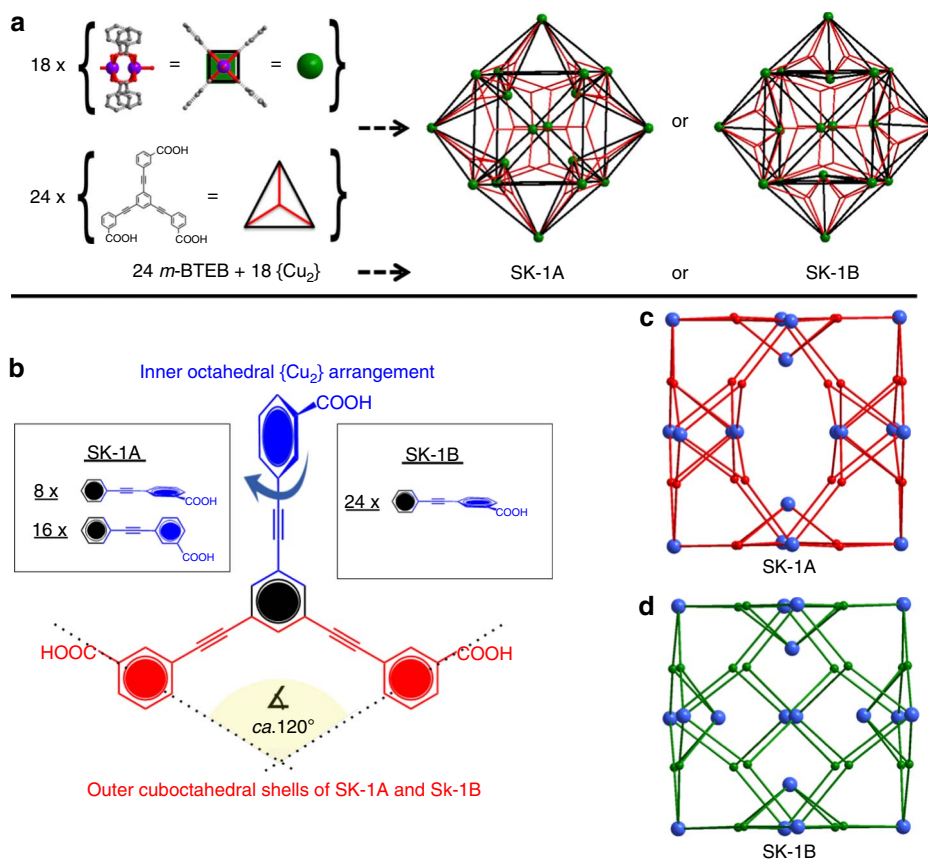 a
18 x
=
=
or
24 x
COOH
COOH
COOH
=
24 m-BTEB + 18 {Cu₂}
SK-1A
or
SK-1B
b
Inner octahedral {Cu₂} arrangement
COOH
SK-1A
8 x
COOH
16 x
COOH
SK-1B
24 x
COOH
HOOC
COOH
∡
ca.120°
Outer cuboctahedral shells of SK-1A and Sk-1B
c
SK-1A
d
SK-1B